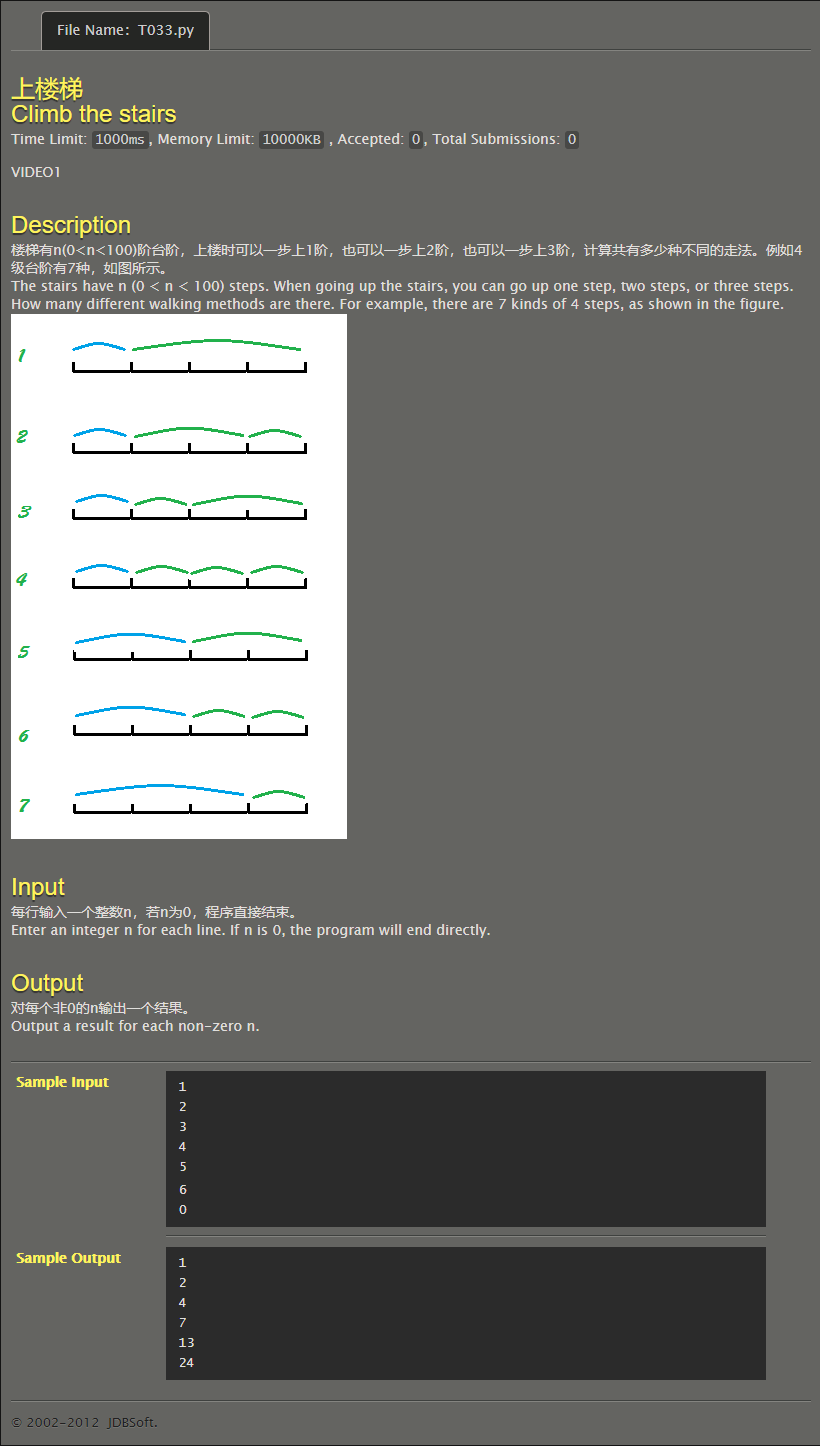 File Name: T033.py
上楼梯
Climb the stairs
Time Limit: 1000ms, Memory Limit: 10000KB , Accepted: 0, Total Submissions: 0
VIDEO1
Description
楼梯有n(0<n<100)阶台阶，上楼时可以一步上1阶，也可以一步上2阶，也可以一步上3阶，计算共有多少种不同的走法。例如4
级台阶有7种，如图所示。
The stairs have n (0 < n < 100) steps. When going up the stairs, you can go up one step, two steps, or three steps.
How many different walking methods are there. For example, there are 7 kinds of 4 steps, as shown in the figure.
1
2
3
4
5
6
7
Input
每行输入一个整数n，若n为0，程序直接结束。
Enter an integer n for each line. If n is 0, the program will end directly.
Output
对每个非0的n输出一个结果。
Output a result for each non-zero n.
Sample Input
1
2
3
4
5
6
0
Sample Output
1
2
4
7
13
24
© 2002-2012 JDBSoft.